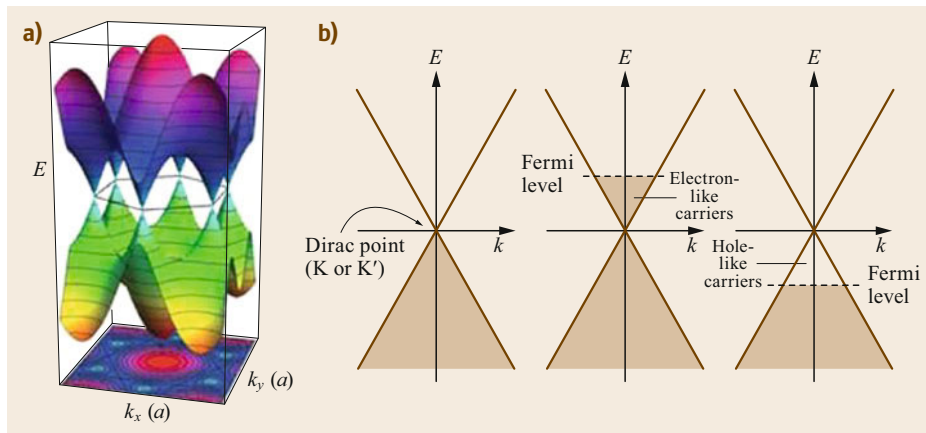 a)
E
k_x (a)
k_y (a)
b)
E
k
Dirac point
(K or K′)
E
Fermi
level
Electron-
like
carriers
k
E
k
Hole-
like
carriers
Fermi
level